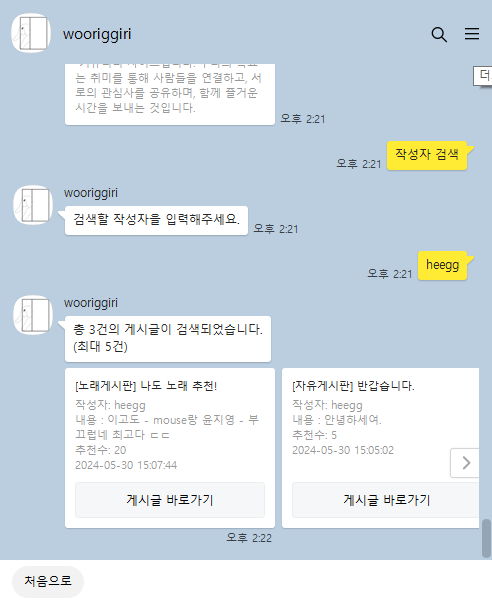 wooriggiri
더
는 취미를 통해 사람들을 연결하고, 서
로의 관심사를 공유하며, 함께 즐거운
시간을 보내는 것입니다.
오후 2:21
작성자 검색
오후 2:21
wooriggiri
검색할 작성자을 입력해주세요.
오후 2:21
heegg
오후 2:21
wooriggiri
총 3건의 게시글이 검색되었습니다.
(최대 5건)
[노래게시판] 나도 노래 추천!
작성자: heegg
내용 : 이고도 - mouse랑 윤지영 - 부
끄럽네 최고다 ㄷㄷ
추천수: 20
2024-05-30 15:07:44
게시글 바로가기
[자유게시판] 반갑습니다.
작성자: heegg
내용 : 안녕하세여.
추천수: 5
2024-05-30 15:05:02
게시글 바로가기
오후 2:22
처음으로